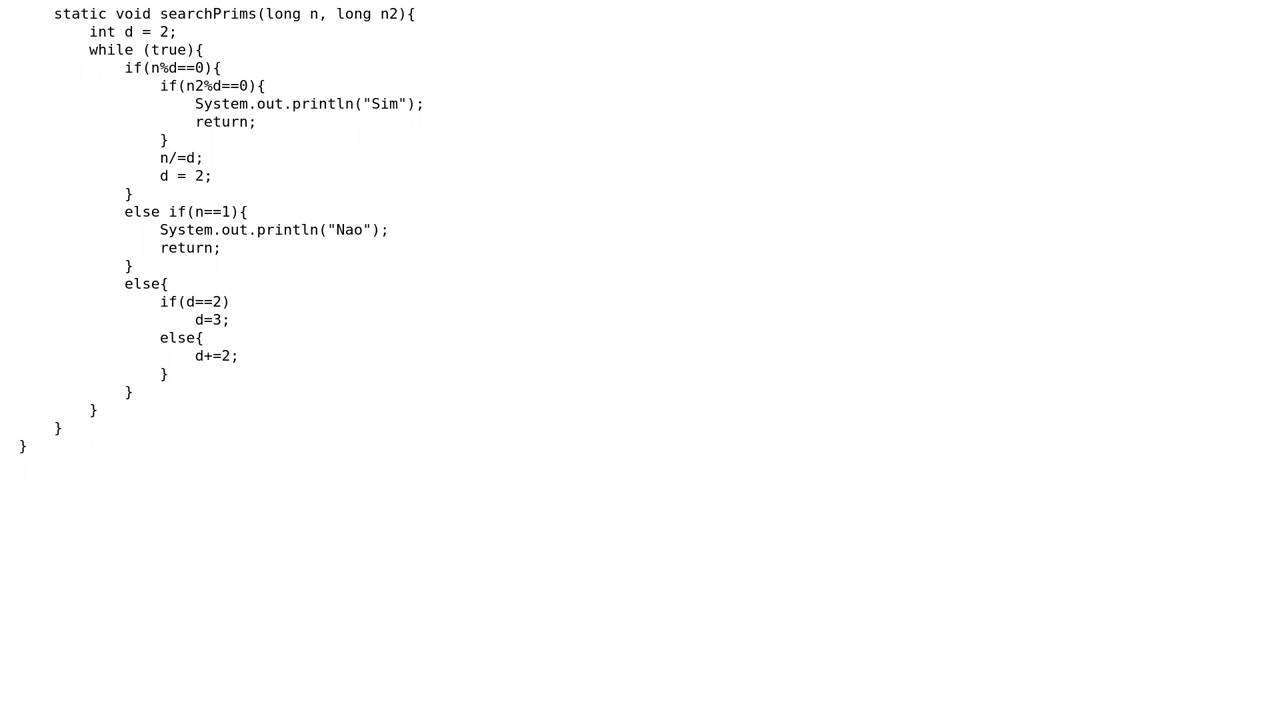 static void searchPrims(long n, long n2){
int d = 2;
while (true){
if(n%d==0){
if(n2%d==0){
System.out.println("Sim");
return;
}
n/=d;
d = 2;
}
else if(n==1){
System.out.println("Nao");
return;
}
else{
if(d==2)
d=3;
else{
d+=2;
}
}
}
}
}